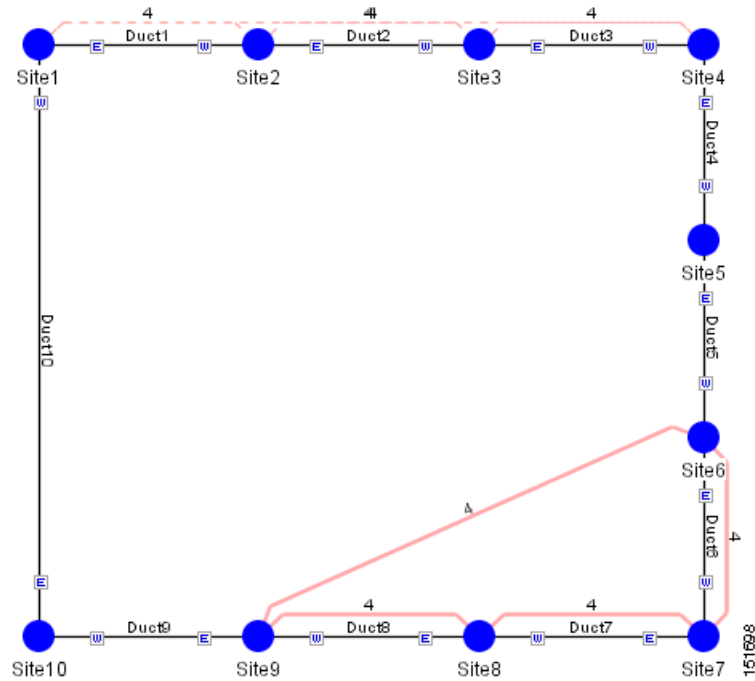 4 4 4
E Duct1 W E Duct2 W E Duct3 W
Site1 Site2 Site3 Site4
W E
Duct4
W
Site5
E
Duct10 Duct5
W
Site6
4 E
Duct6 4
E W
4 4
W Duct9 E W Duct8 E W Duct7 E
Site10 Site9 Site8 Site7
151698